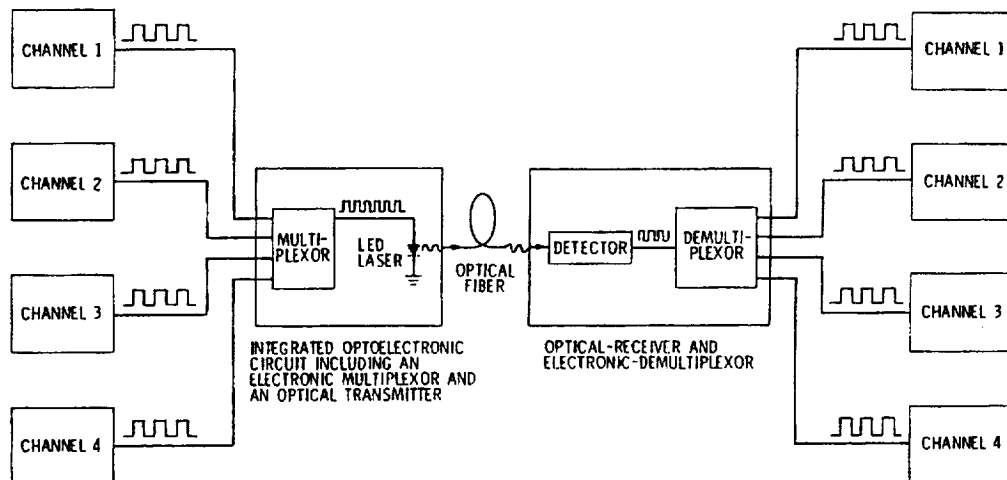 CHANNEL 1
CHANNEL 2
CHANNEL 3
CHANNEL 4
MULTI-
PLEXOR
LED
LASER
INTEGRATED OPTOELECTRONIC
CIRCUIT INCLUDING AN
ELECTRONIC MULTIPLEXOR AND
AN OPTICAL TRANSMITTER
OPTICAL
FIBER
DETECTOR
DEMULTI-
PLEXOR
OPTICAL-RECEIVER AND
ELECTRONIC-DEMULTIPLEXOR
CHANNEL 1
CHANNEL 2
CHANNEL 3
CHANNEL 4